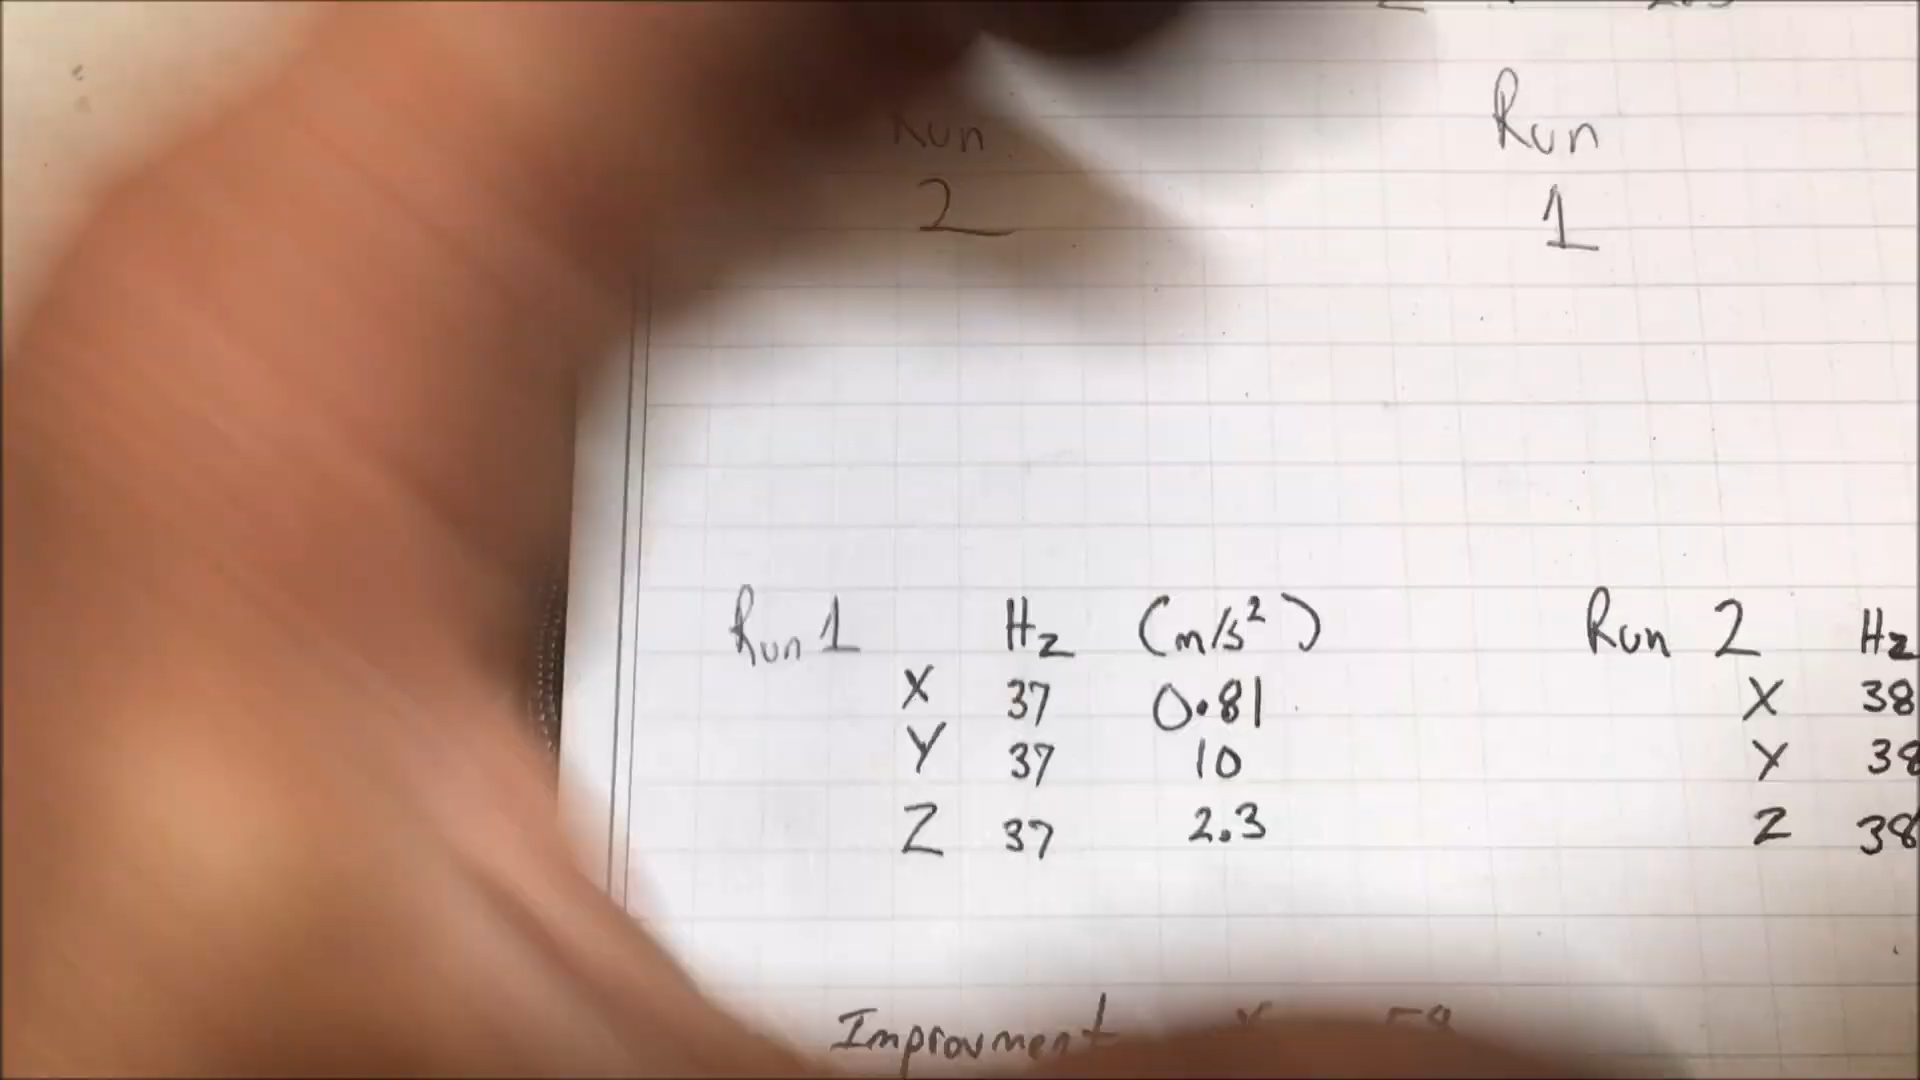 Run Run
2 1
Run 1 Hz (m/s²) Run 2 Hz
X 37 0.81 X 38
Y 37 10 Y 38
Z 37 2.3 Z 38
Improvment